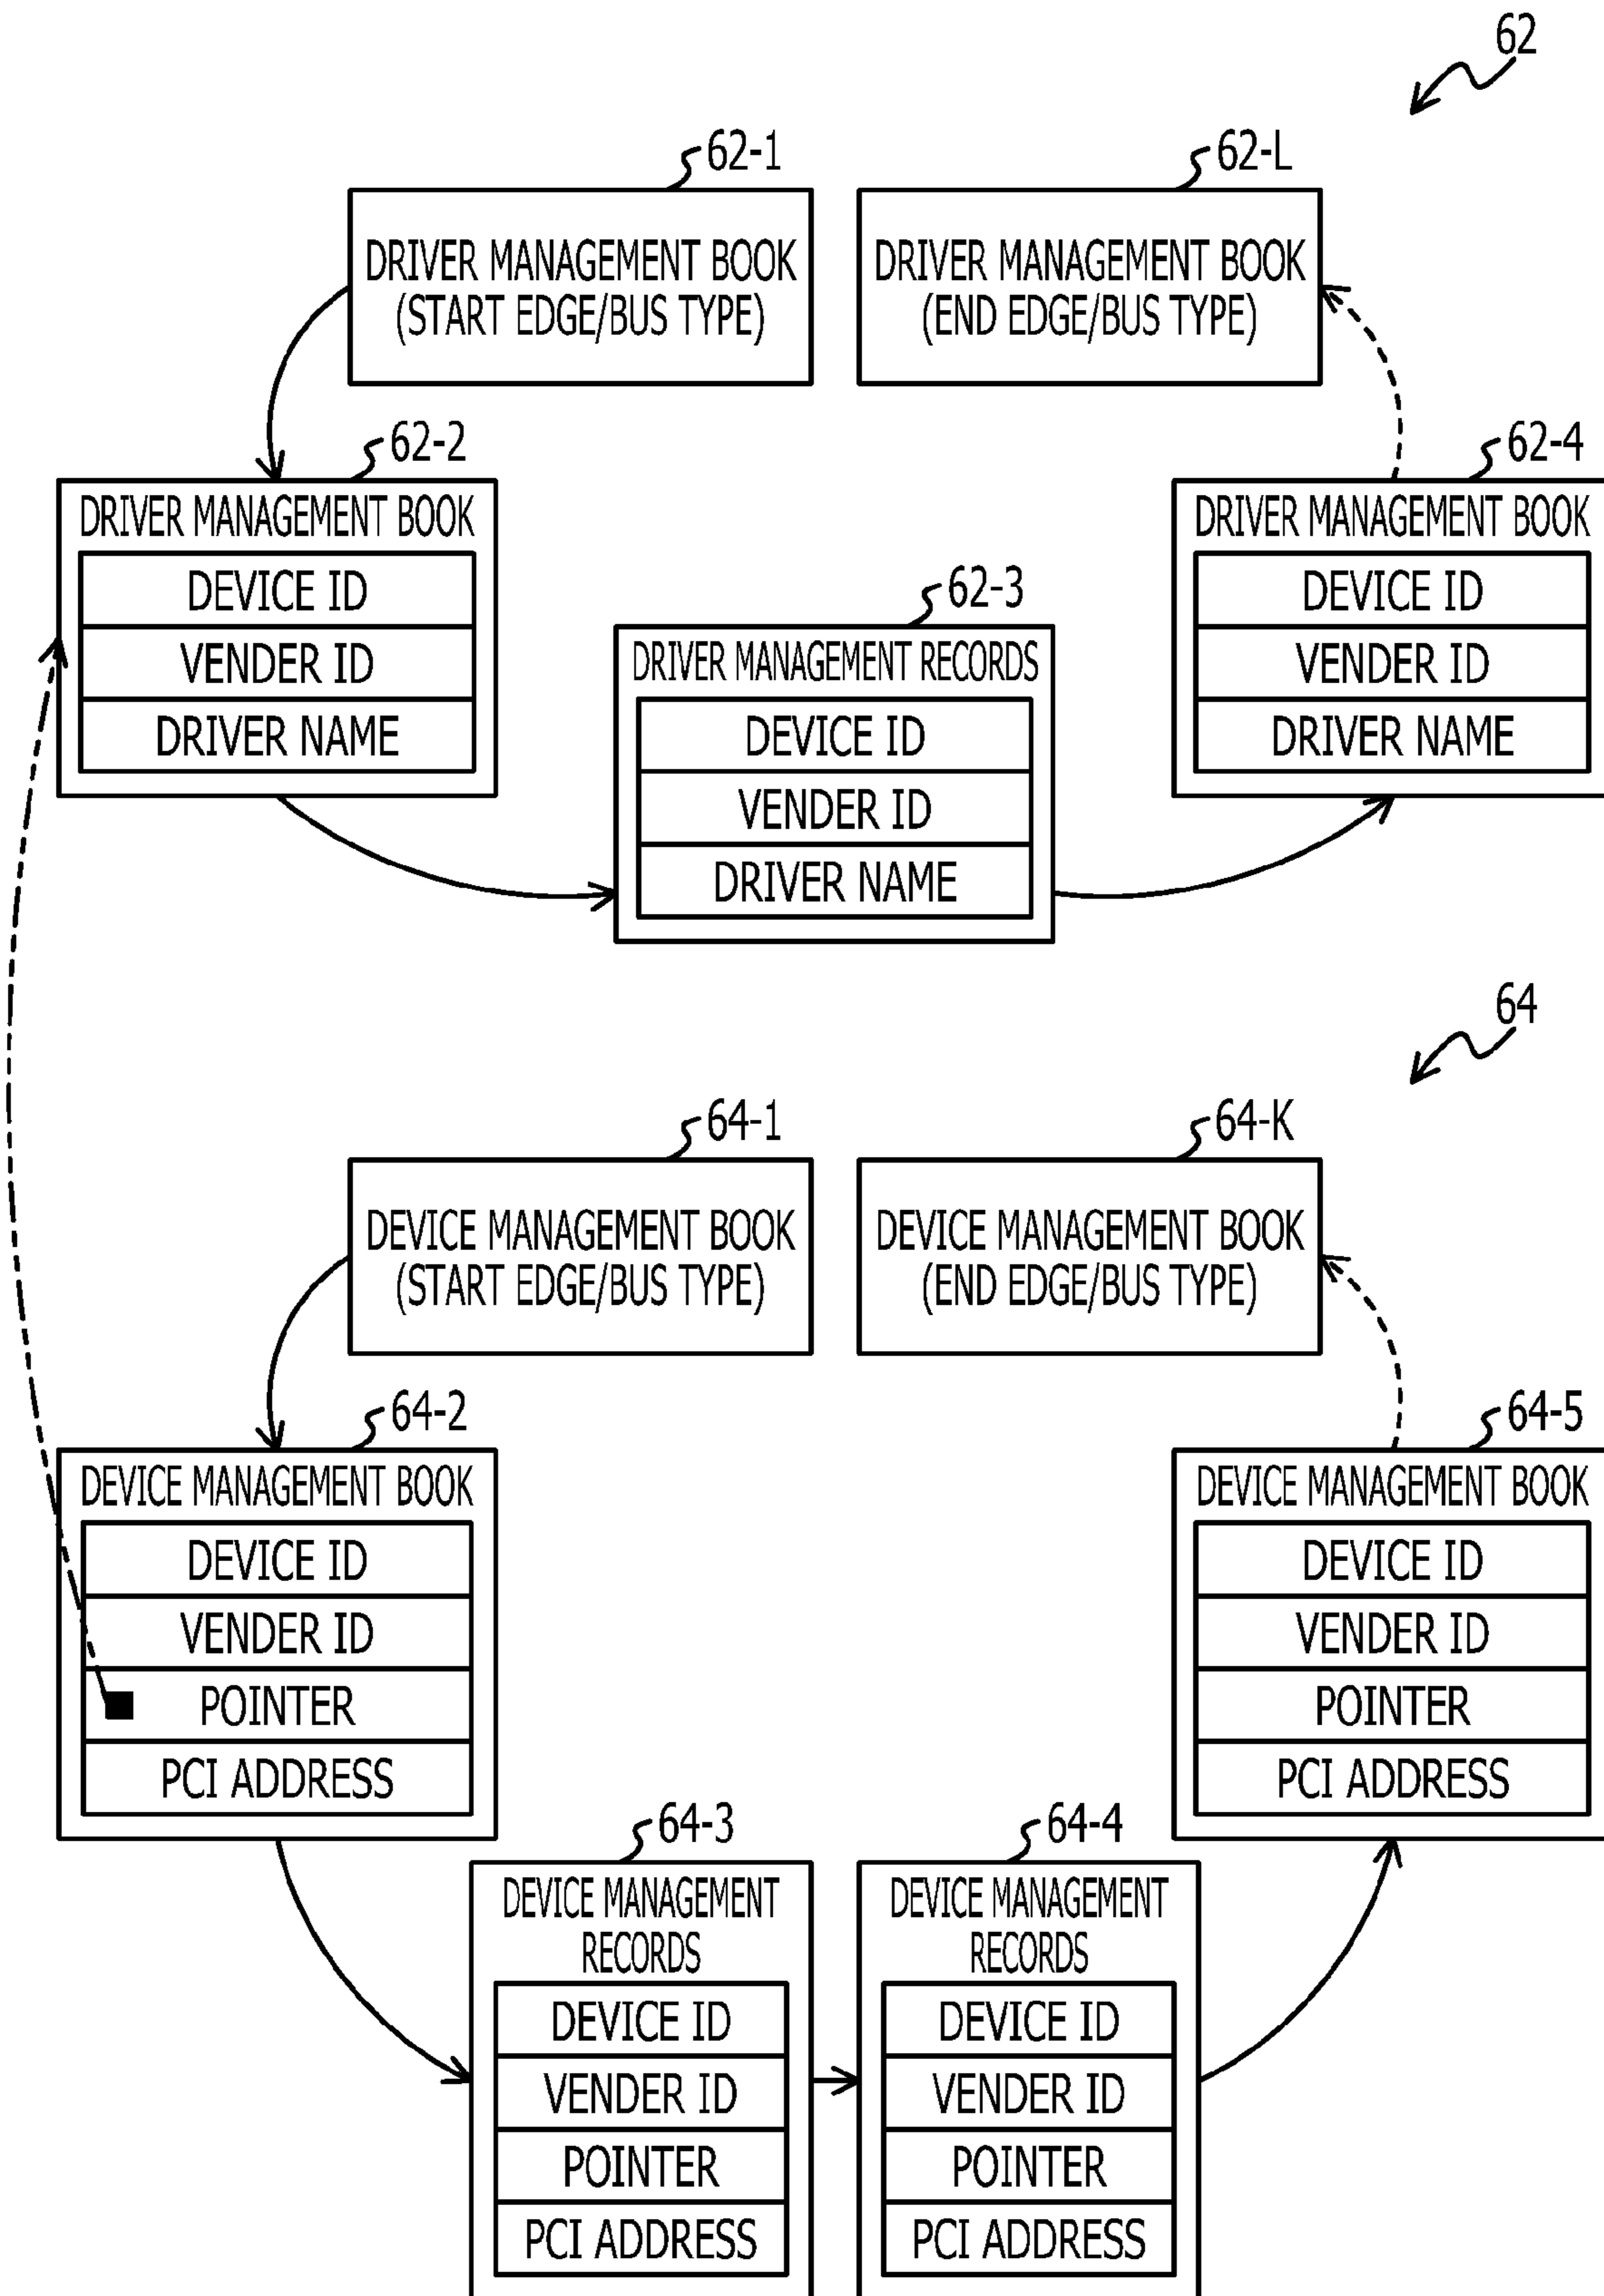 62
62-1
62-L
DRIVER MANAGEMENT BOOK
(START EDGE/BUS TYPE)
DRIVER MANAGEMENT BOOK
(END EDGE/BUS TYPE)
62-2
DRIVER MANAGEMENT BOOK
DEVICE ID
VENDER ID
DRIVER NAME
62-3
DRIVER MANAGEMENT RECORDS
DEVICE ID
VENDER ID
DRIVER NAME
62-4
DRIVER MANAGEMENT BOOK
DEVICE ID
VENDER ID
DRIVER NAME
64
64-1
64-K
DEVICE MANAGEMENT BOOK
(START EDGE/BUS TYPE)
DEVICE MANAGEMENT BOOK
(END EDGE/BUS TYPE)
64-2
DEVICE MANAGEMENT BOOK
DEVICE ID
VENDER ID
POINTER
PCI ADDRESS
64-5
DEVICE MANAGEMENT BOOK
DEVICE ID
VENDER ID
POINTER
PCI ADDRESS
64-3
DEVICE MANAGEMENT
RECORDS
DEVICE ID
VENDER ID
POINTER
PCI ADDRESS
64-4
DEVICE MANAGEMENT
RECORDS
DEVICE ID
VENDER ID
POINTER
PCI ADDRESS